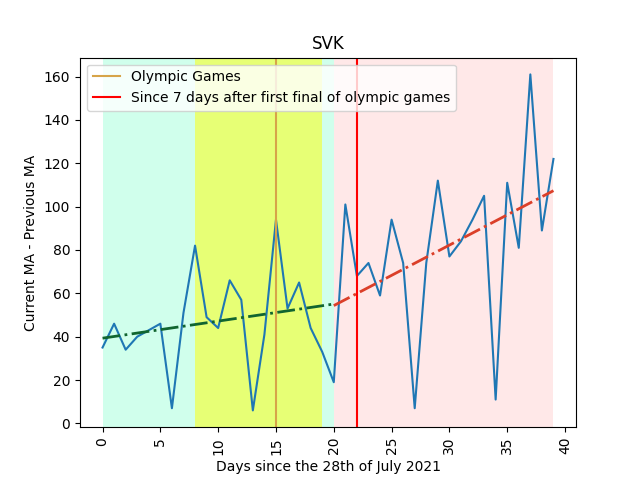 SVK
Olympic Games
Since 7 days after first final of olympic games
Current MA - Previous MA
160
140
120
100
80
60
40
20
0
0 5 10 15 20 25 30 35 40
Days since the 28th of July 2021